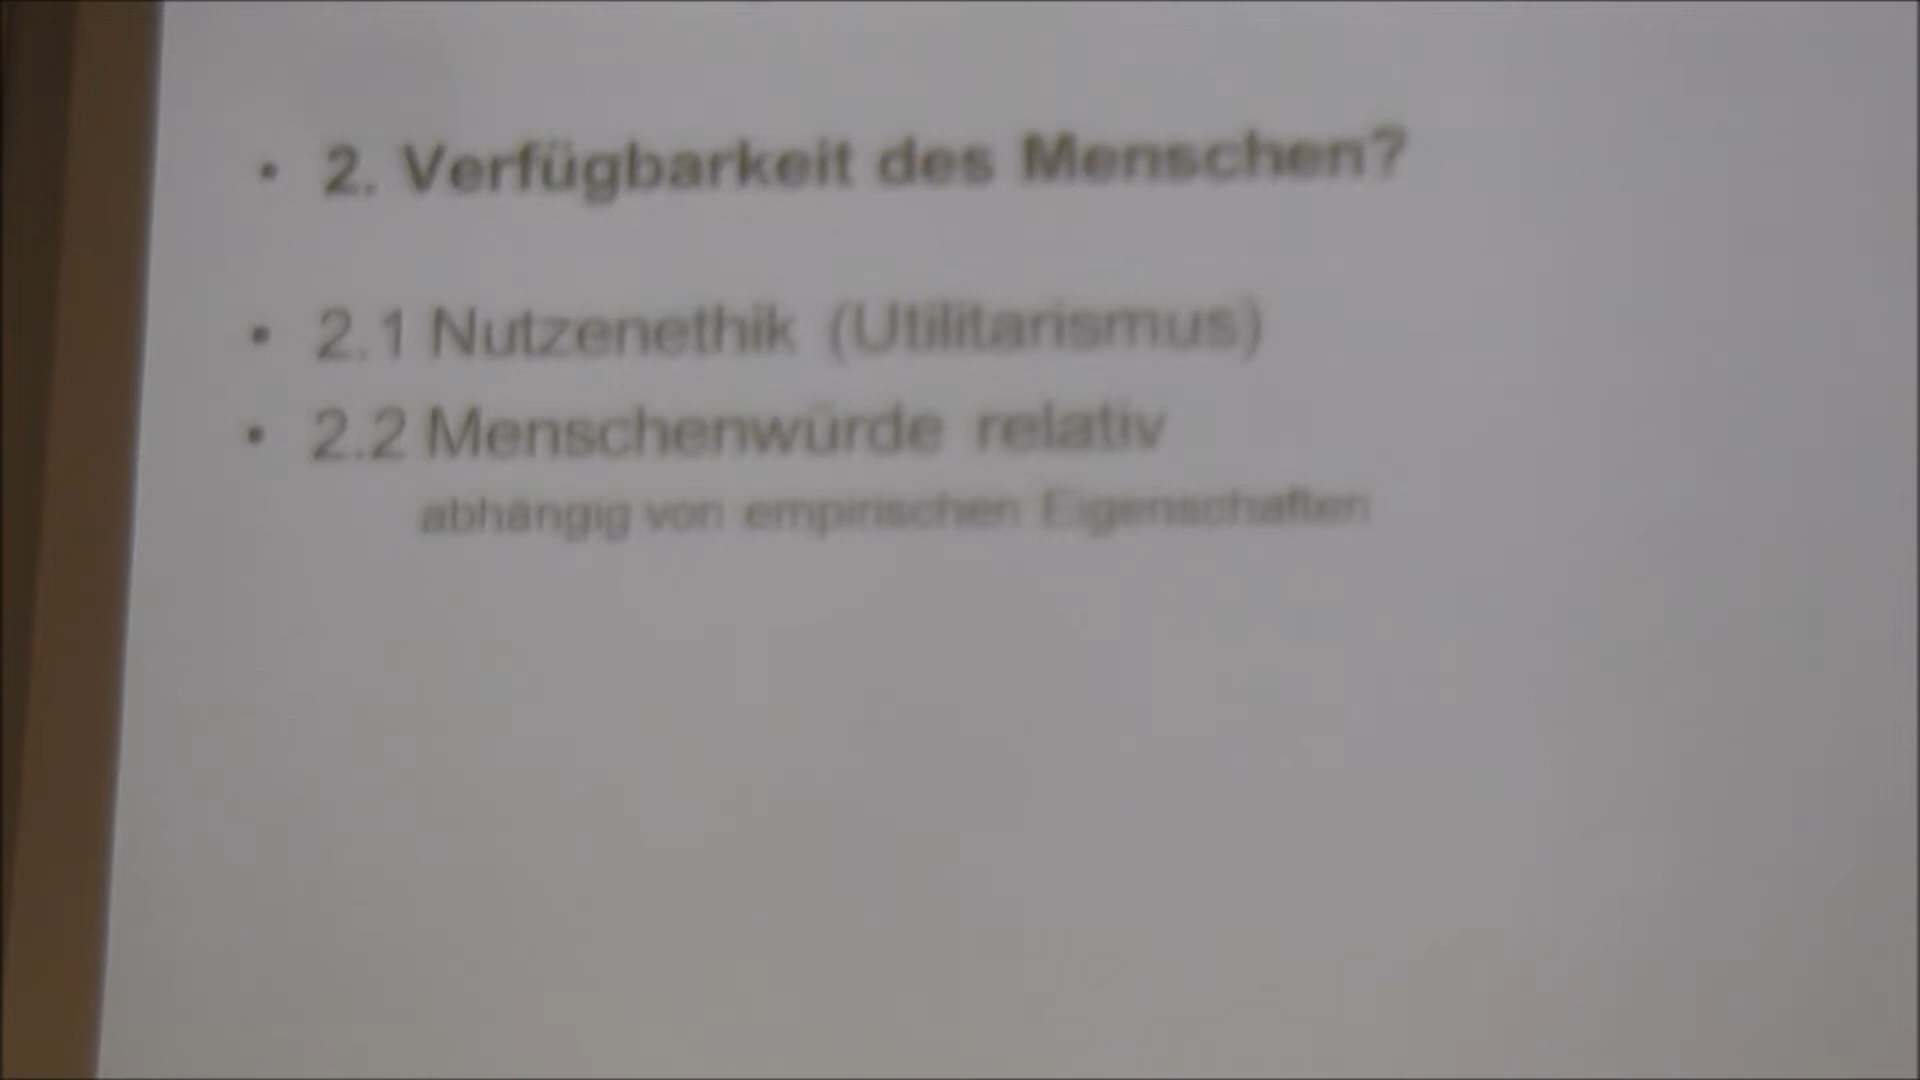 • 2. Verfügbarkeit des Menschen?
• 2.1 Nutzenethik (Utilitarismus)
• 2.2 Menschenwürde relativ
abhängig von empirischen Eigenschaften